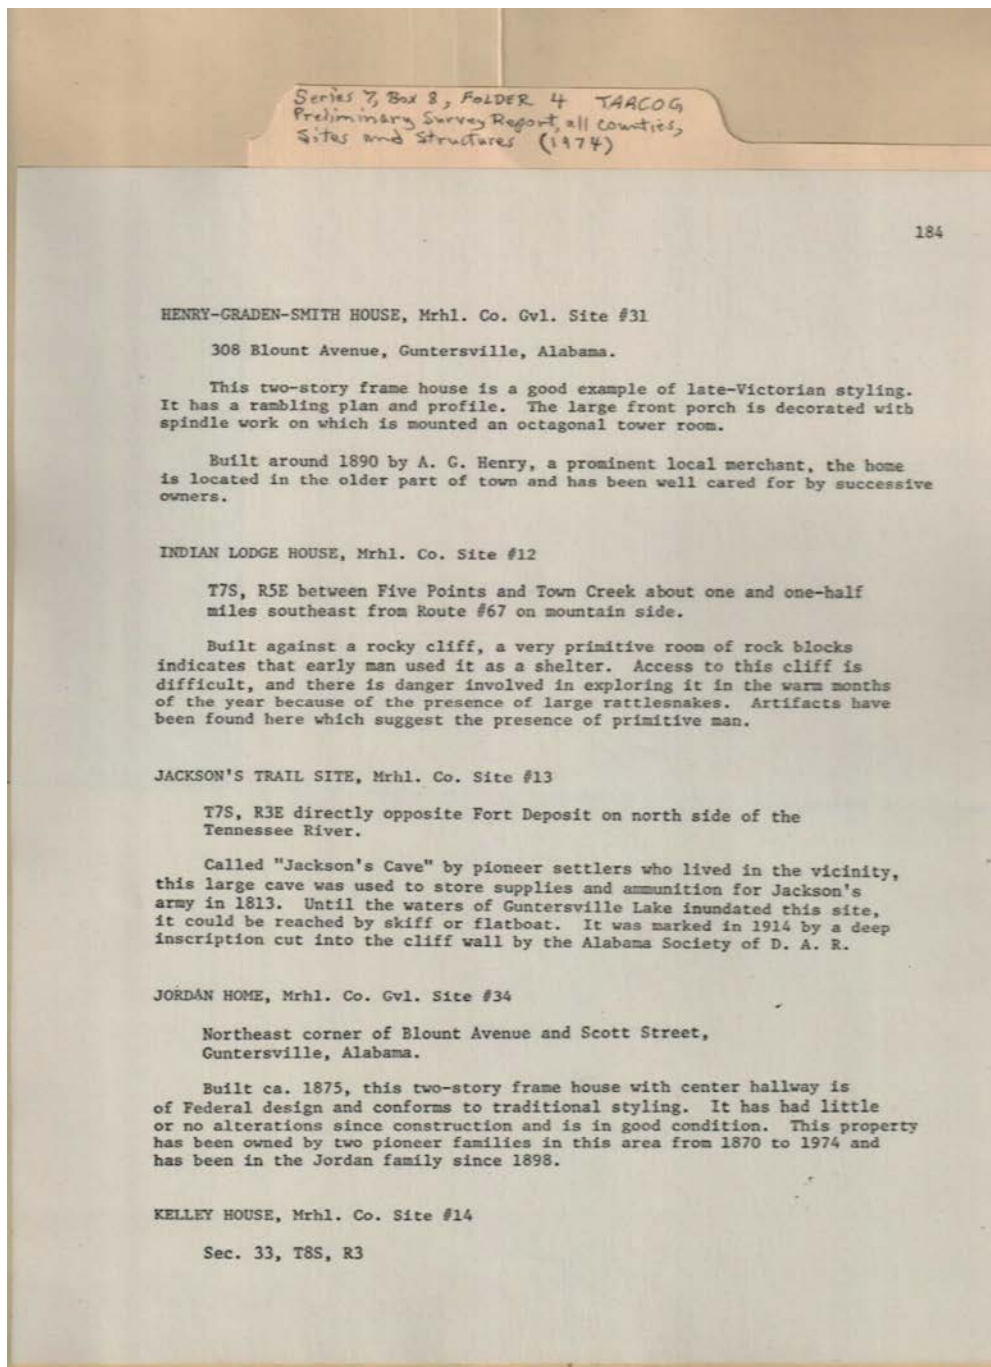 Series 7, Box 8, FOLDER 4 TARCOG
Preliminary Survey Report, all counties,
Sites and Structures (1974)
184
HENRY-GRADEN-SMITH HOUSE, Mrhl. Co. Gvl. Site #31
308 Blount Avenue, Guntersville, Alabama.
This two-story frame house is a good example of late-Victorian styling.
It has a rambling plan and profile. The large front porch is decorated with
spindle work on which is mounted an octagonal tower room.
Built around 1890 by A. G. Henry, a prominent local merchant, the home
is located in the older part of town and has been well cared for by successive
owners.
INDIAN LODGE HOUSE, Mrhl. Co. Site #12
T7S, R5E between Five Points and Town Creek about one and one-half
miles southeast from Route #67 on mountain side.
Built against a rocky cliff, a very primitive room of rock blocks
indicates that early man used it as a shelter. Access to this cliff is
difficult, and there is danger involved in exploring it in the warm months
of the year because of the presence of large rattlesnakes. Artifacts have
been found here which suggest the presence of primitive man.
JACKSON'S TRAIL SITE, Mrhl. Co. Site #13
T7S, R3E directly opposite Fort Deposit on north side of the
Tennessee River.
Called "Jackson's Cave" by pioneer settlers who lived in the vicinity,
this large cave was used to store supplies and ammunition for Jackson's
army in 1813. Until the waters of Guntersville Lake inundated this site,
it could be reached by skiff or flatboat. It was marked in 1914 by a deep
inscription cut into the cliff wall by the Alabama Society of D. A. R.
JORDAN HOME, Mrhl. Co. Gvl. Site #34
Northeast corner of Blount Avenue and Scott Street,
Guntersville, Alabama.
Built ca. 1875, this two-story frame house with center hallway is
of Federal design and conforms to traditional styling. It has had little
or no alterations since construction and is in good condition. This property
has been owned by two pioneer families in this area from 1870 to 1974 and
has been in the Jordan family since 1898.
KELLEY HOUSE, Mrhl. Co. Site #14
Sec. 33, T8S, R3